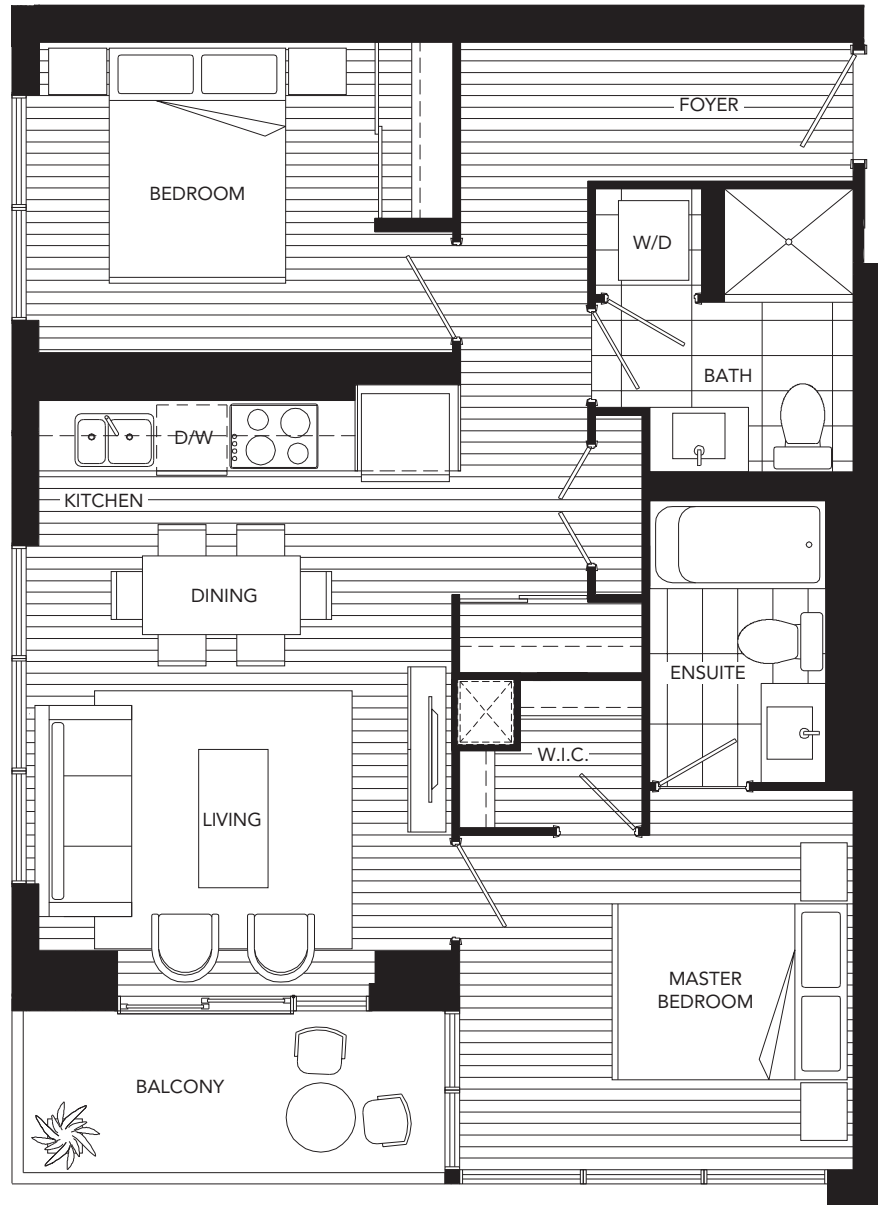 FOYER
BEDROOM
W/D
BATH
D/W
KITCHEN
DINING
ENSUITE
W.I.C.
LIVING
MASTER
BEDROOM
BALCONY